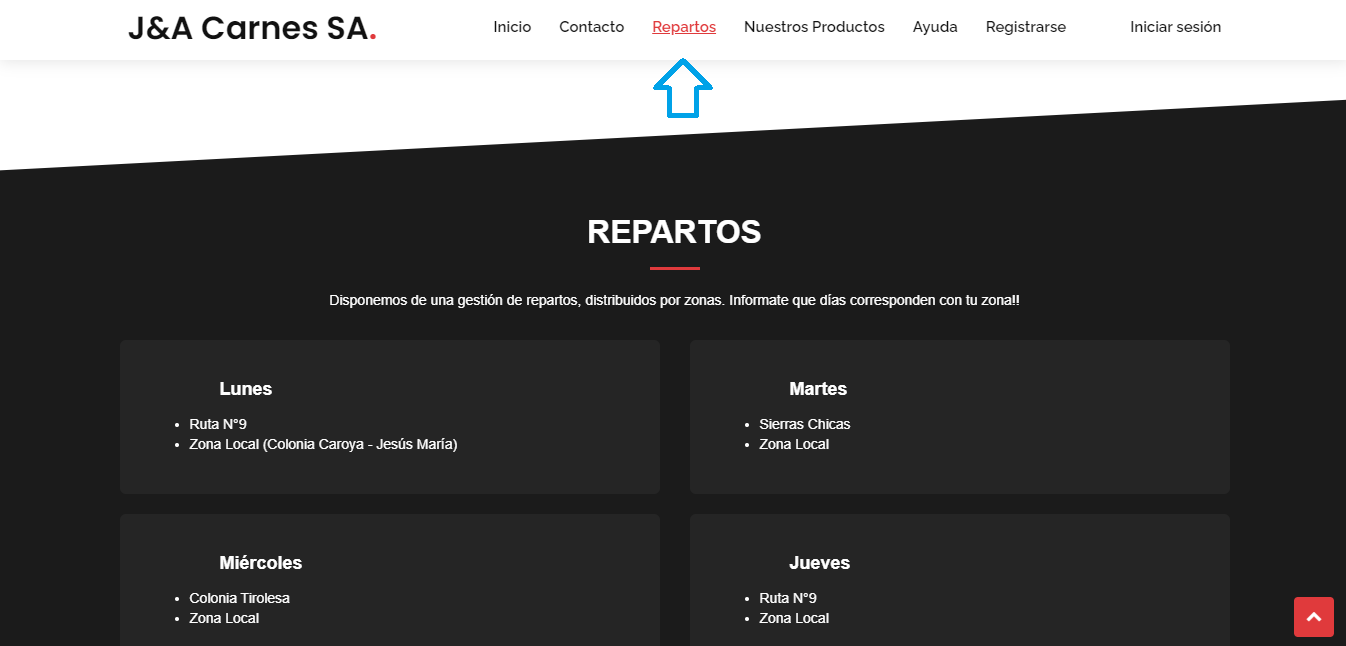 J&A Carnes SA.
Inicio Contacto Repartos Nuestros Productos Ayuda Registrarse Iniciar sesión
REPARTOS
Disponemos de una gestión de repartos, distribuidos por zonas. Informate que días corresponden con tu zona!!
Lunes
• Ruta N°9
• Zona Local (Colonia Caroya - Jesús María)
Martes
• Sierras Chicas
• Zona Local
Miércoles
• Colonia Tirolesa
• Zona Local
Jueves
• Ruta N°9
• Zona Local